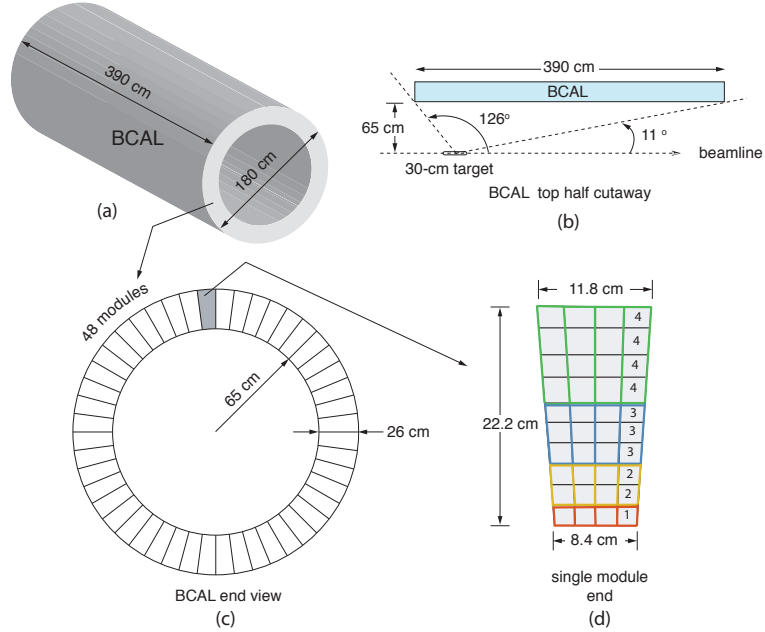 390 cm
BCAL
180 cm
(a)
390 cm
BCAL
65 cm
126º
11 º
beamline
30-cm target
BCAL top half cutaway
(b)
48 modules
65 cm
26 cm
BCAL end view
(c)
11.8 cm
4
4
4
4
22.2 cm
3
3
3
2
2
1
8.4 cm
single module
end
(d)